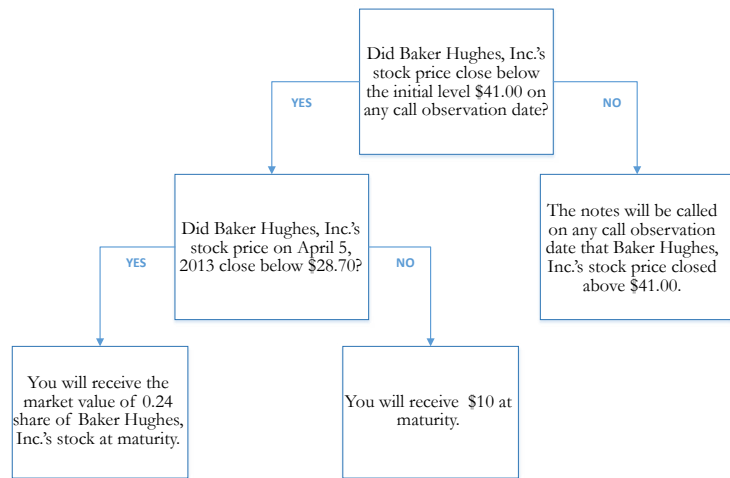 Did Baker Hughes, Inc.'s
stock price close below
the initial level $41.00 on
any call observation date?
YES
NO
Did Baker Hughes, Inc.'s
stock price on April 5,
2013 close below $28.70?
The notes will be called
on any call observation
date that Baker Hughes,
Inc.'s stock price closed
above $41.00.
YES
NO
You will receive the
market value of 0.24
share of Baker Hughes,
Inc.'s stock at maturity.
You will receive $10 at
maturity.